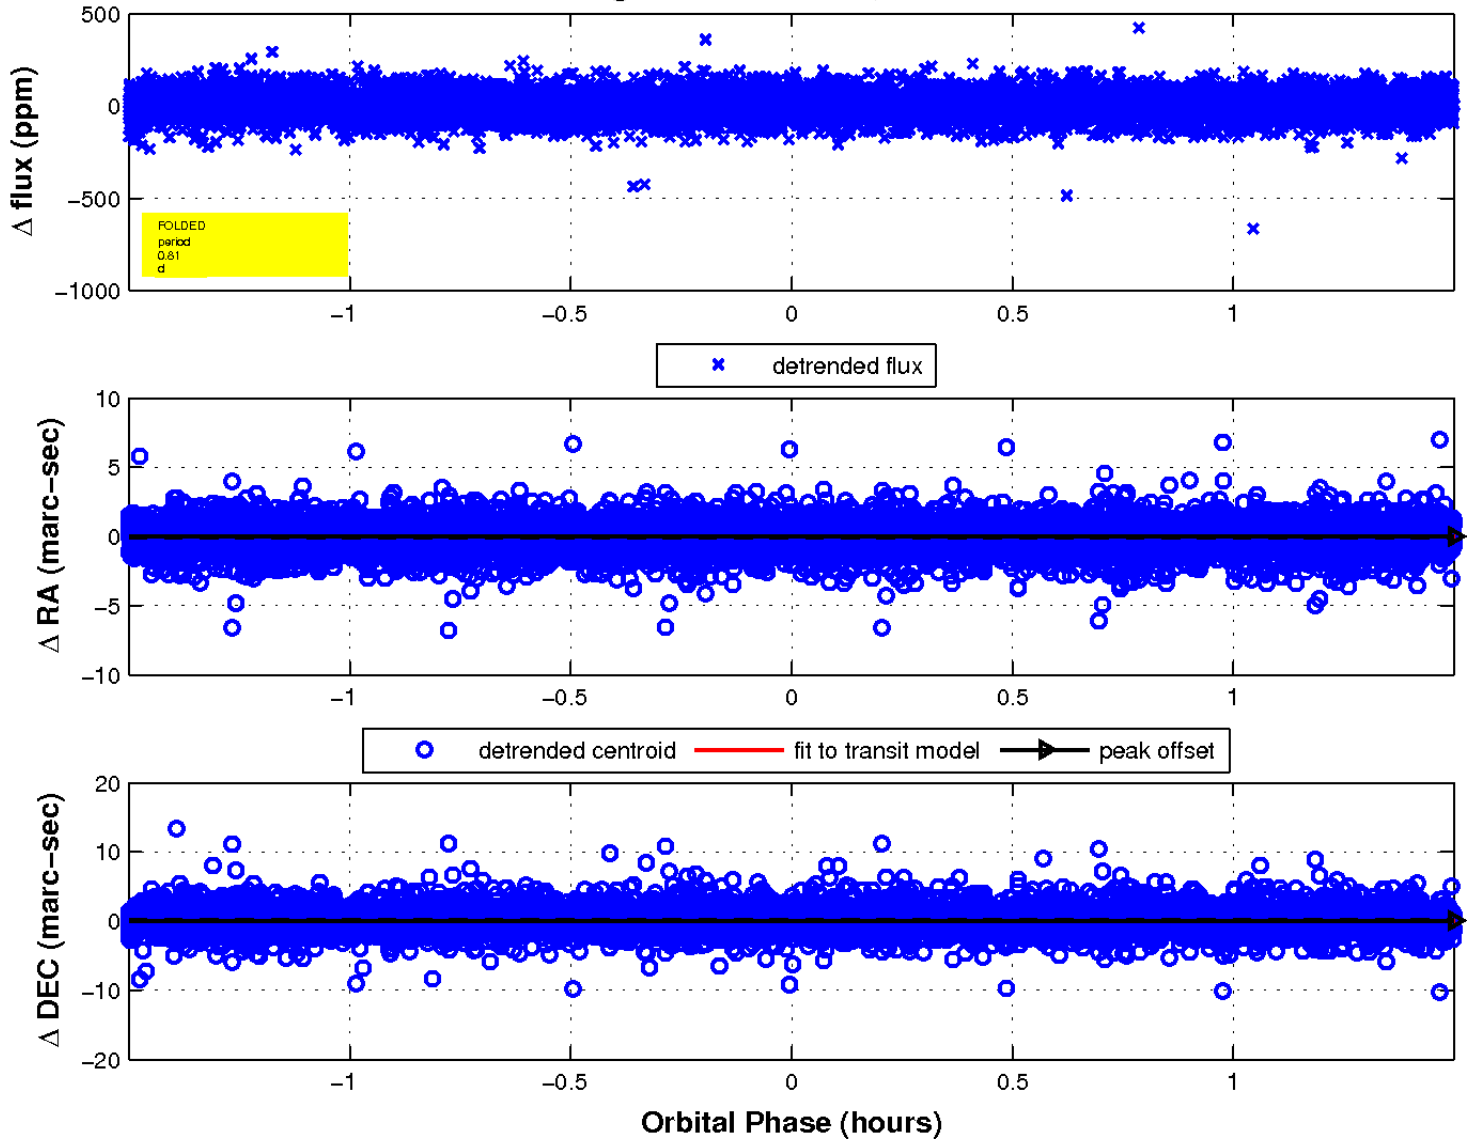 500
0
−500
−1000
Δ flux (ppm)
FOLDED
period
0.81
d
−1
−0.5
0
0.5
1
detrended flux
10
5
0
−5
−10
Δ RA (marc−sec)
−1
−0.5
0
0.5
1
detrended centroid
fit to transit model
peak offset
20
10
0
−10
−20
Δ DEC (marc−sec)
−1
−0.5
0
0.5
1
Orbital Phase (hours)